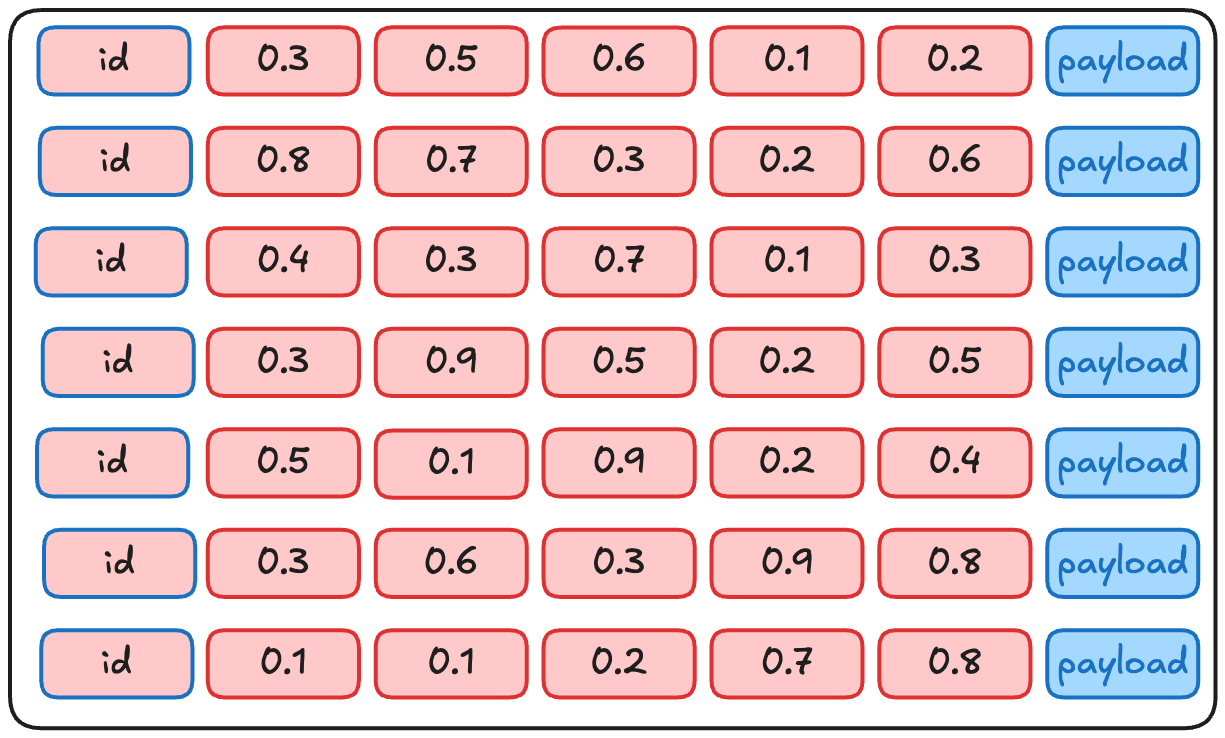 id 0.3 0.5 0.6 0.1 0.2 payload
id 0.8 0.7 0.3 0.2 0.6 payload
id 0.4 0.3 0.7 0.1 0.3 payload
id 0.3 0.9 0.5 0.2 0.5 payload
id 0.5 0.1 0.9 0.2 0.4 payload
id 0.3 0.6 0.3 0.9 0.8 payload
id 0.1 0.1 0.2 0.7 0.8 payload